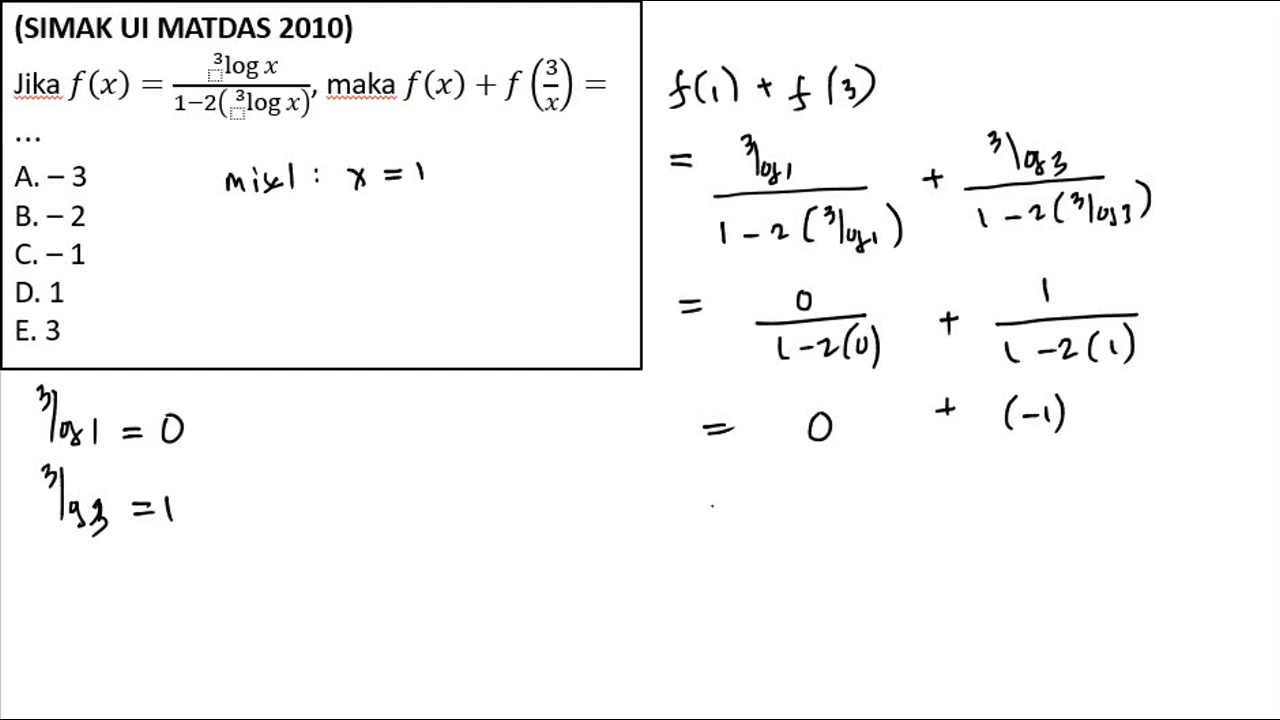 (SIMAK UI MATDAS 2010)
Jika f(x) = ³log x / 1−2(³log x), maka f(x) + f(3/x) =
...
A. – 3
B. – 2
C. – 1
D. 1
E. 3
misal : x = 1
³log 1 = 0
³log 3 = 1
f(1) + f(3)
= ³log 1 / 1 – 2(³log 1) + ³log 3 / 1 – 2(³log 3)
= 0 / 1 – 2(0) + 1 / 1 – 2(1)
= 0 + (–1)